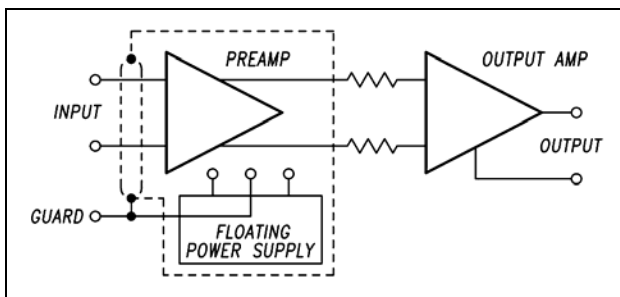 PREAMP
OUTPUT AMP
INPUT
OUTPUT
GUARD
FLOATING
POWER SUPPLY